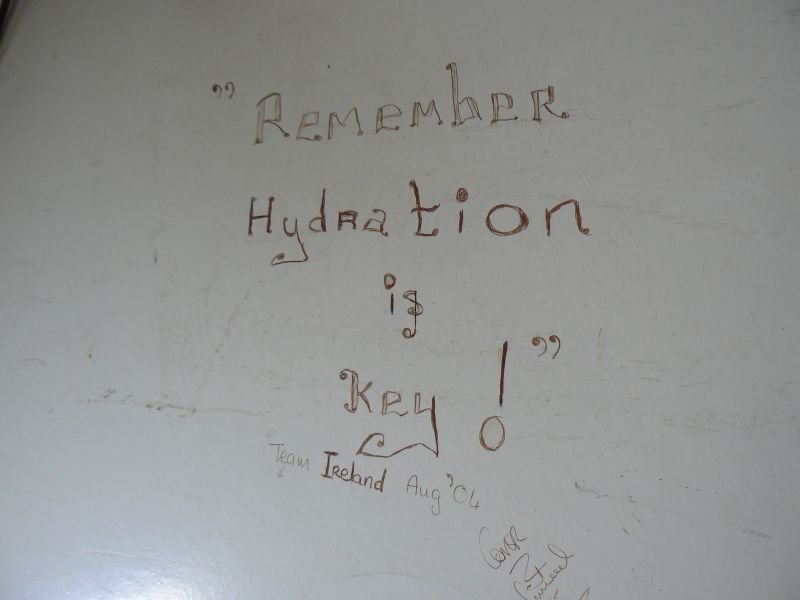 "Remember
Hydration
is
Key!"
Team Ireland Aug '04